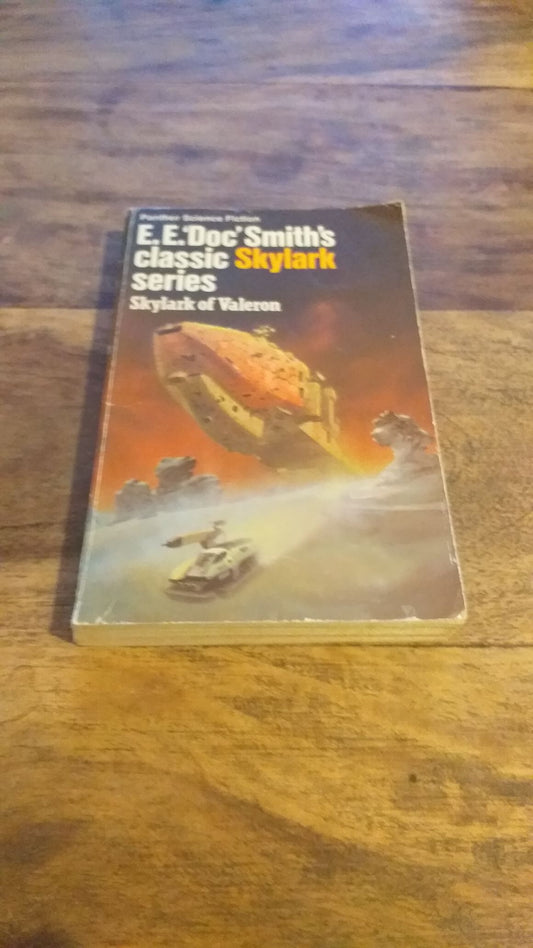 Panther Science Fiction
E.E.'Doc' Smith's
classic Skylark
series
Skylark of Valeron